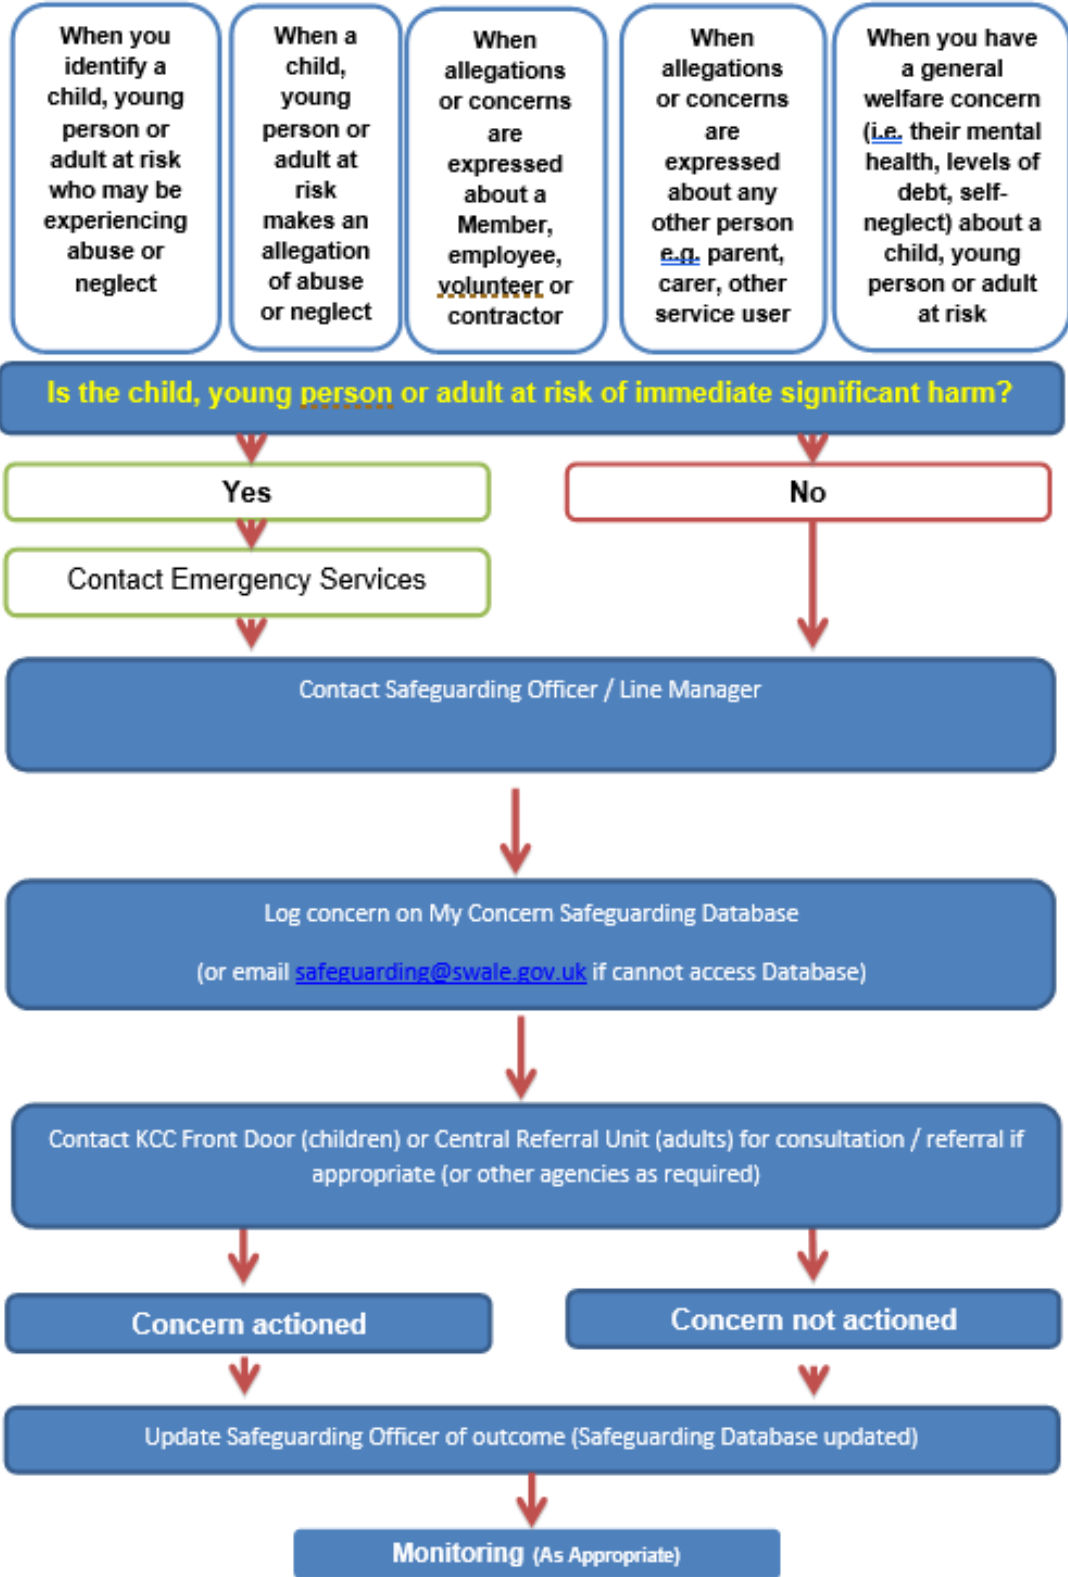 When you
identify a
child, young
person or
adult at risk
who may be
experiencing
abuse or
neglect
When a
child,
young
person or
adult at
risk
makes an
allegation
of abuse
or neglect
When
allegations
or concerns
are
expressed
about a
Member,
employee,
volunteer or
contractor
When
allegations
or concerns
are
expressed
about any
other person
e.g. parent,
carer, other
service user
When you have
a general
welfare concern
(i.e. their mental
health, levels of
debt, self-
neglect) about a
child, young
person or adult
at risk
Is the child, young person or adult at risk of immediate significant harm?
Yes
No
Contact Emergency Services
Contact Safeguarding Officer / Line Manager
Log concern on My Concern Safeguarding Database
(or email safeguarding@swale.gov.uk if cannot access Database)
Contact KCC Front Door (children) or Central Referral Unit (adults) for consultation / referral if
appropriate (or other agencies as required)
Concern actioned
Concern not actioned
Update Safeguarding Officer of outcome (Safeguarding Database updated)
Monitoring (As Appropriate)